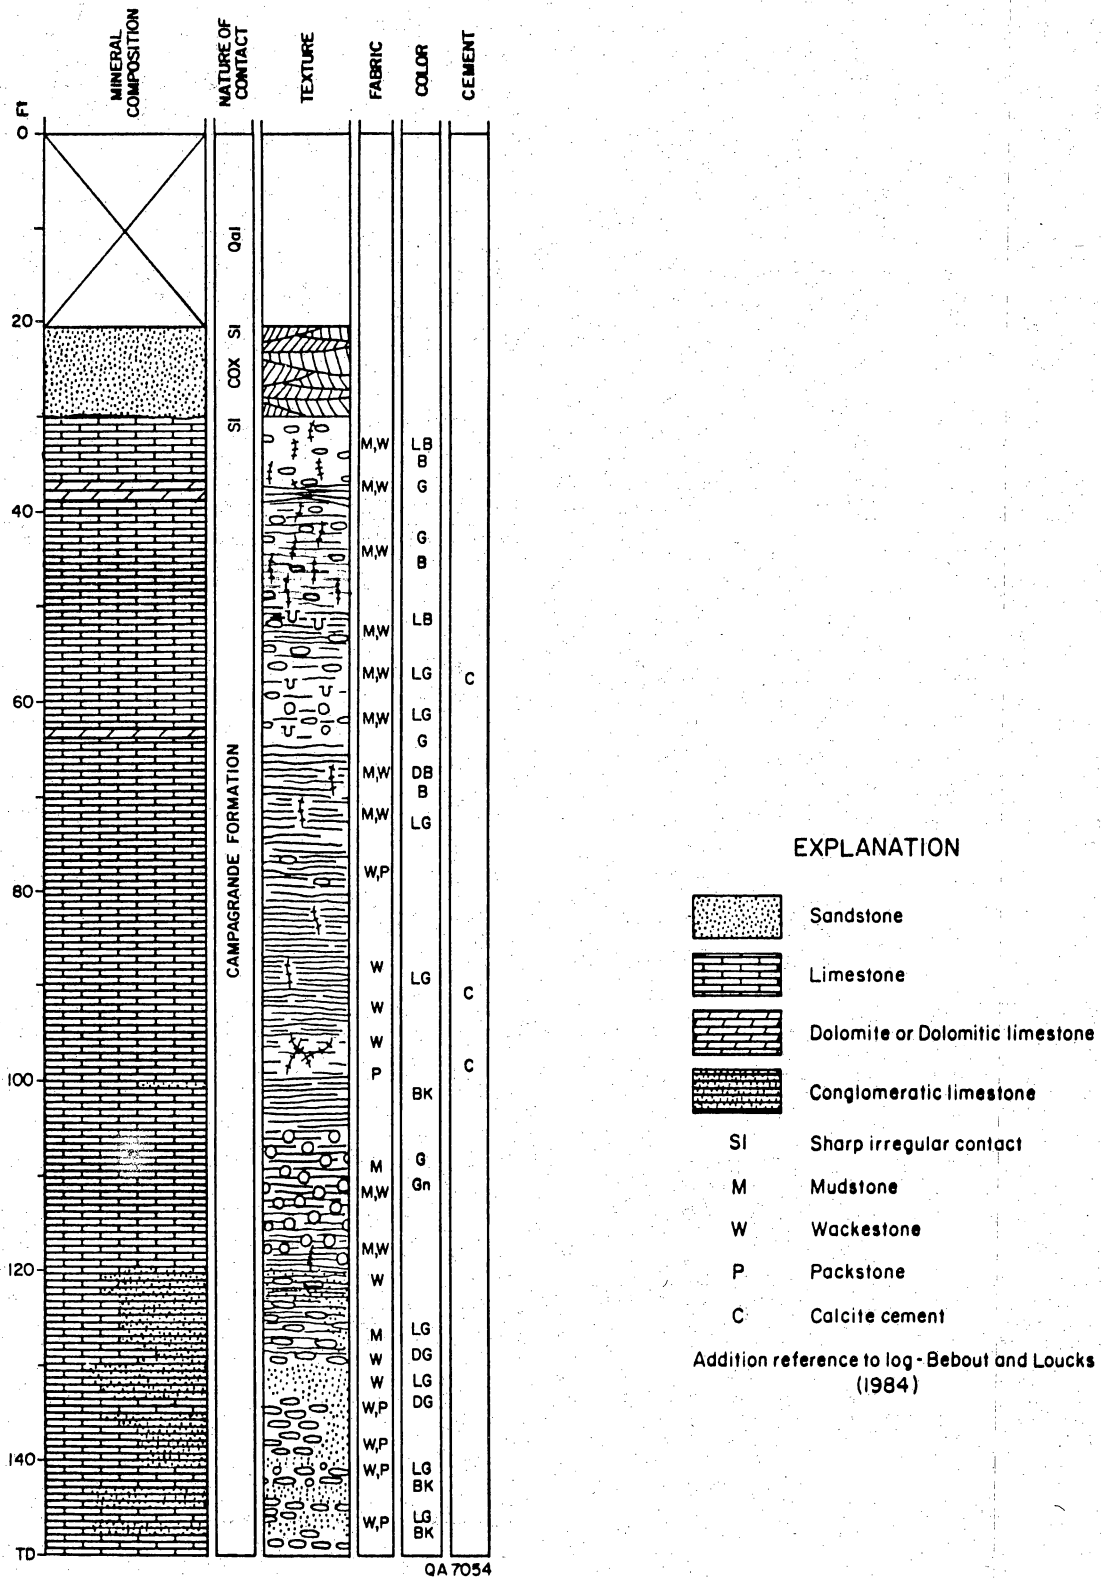 MINERAL
COMPOSITION
NATURE OF
CONTACT
TEXTURE
FABRIC
COLOR
CEMENT
Ft
0
20
40
60
80
100
120
140
TD
Qal
SI
COX
SI
CAMPAGRANDE FORMATION
M,W
M,W
M,W
M,W
M,W
M,W
M,W
M,W
W,P
W
W
W
P
M
M,W
M,W
W
M
W
W
W,P
W,P
W,P
W,P
LB
B
G
G
B
LB
LG
LG
G
DB
B
LG
LG
BK
G
Gn
LG
DG
LG
DG
LG
BK
LG
BK
C
C
C
QA7054
EXPLANATION
Sandstone
Limestone
Dolomite or Dolomitic limestone
Conglomeratic limestone
SI Sharp irregular contact
M Mudstone
W Wackestone
P Packstone
C Calcite cement
Addition reference to log - Bebout and Loucks
(1984)